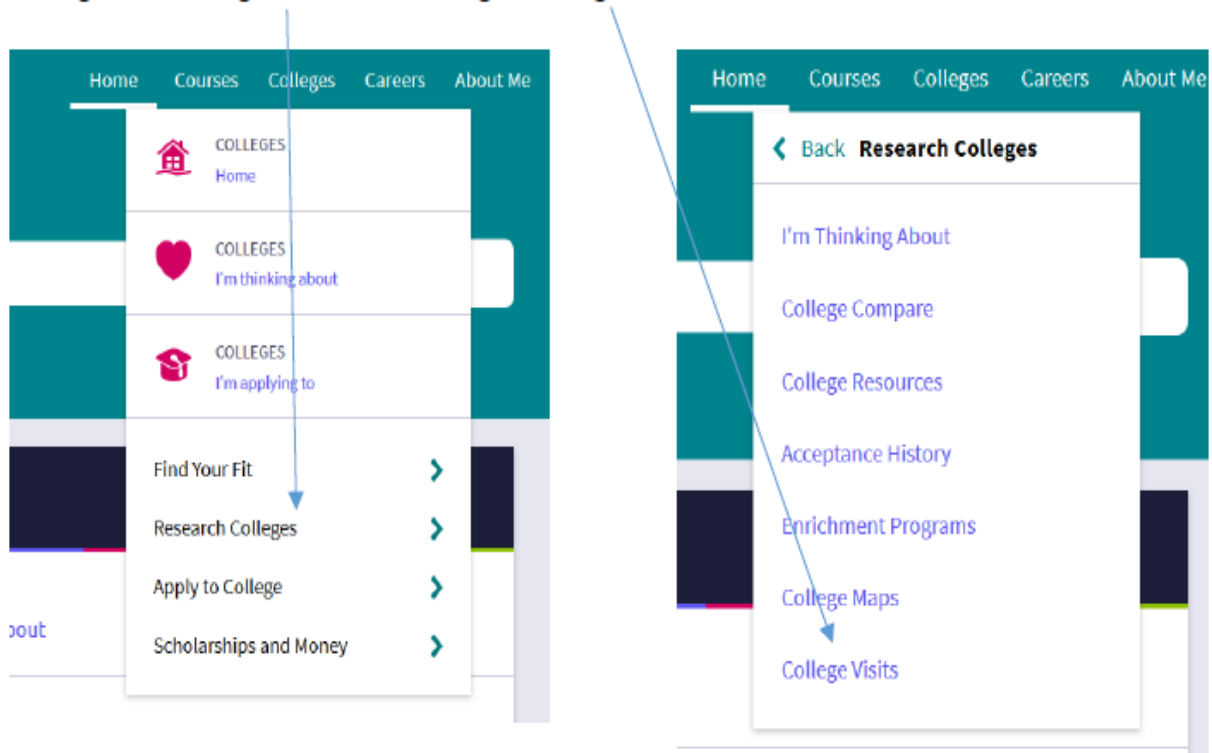 Home Courses Colleges Careers About Me
COLLEGES
Home
COLLEGES
I'm thinking about
COLLEGES
I'm applying to
Find Your Fit
Research Colleges
Apply to College
Scholarships and Money
Home Courses Colleges Careers About Me
Back Research Colleges
I'm Thinking About
College Compare
College Resources
Acceptance History
Enrichment Programs
College Maps
College Visits